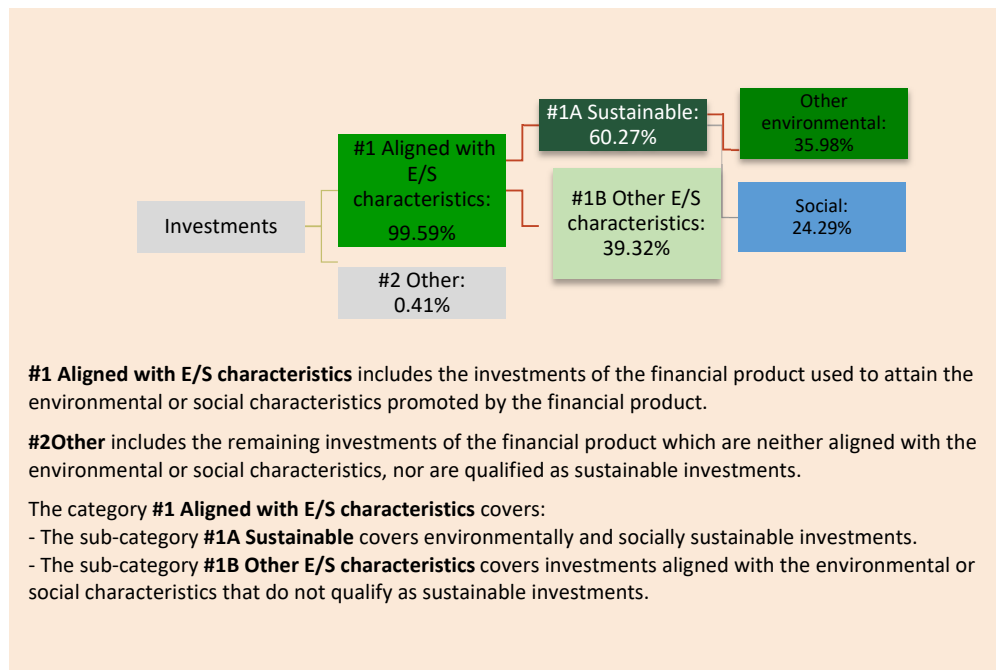 Investments
#1 Aligned with
E/S
characteristics:
99.59%
#2 Other:
0.41%
#1A Sustainable:
60.27%
#1B Other E/S
characteristics:
39.32%
Other
environmental:
35.98%
Social:
24.29%
#1 Aligned with E/S characteristics includes the investments of the financial product used to attain the
environmental or social characteristics promoted by the financial product.
#2Other includes the remaining investments of the financial product which are neither aligned with the
environmental or social characteristics, nor are qualified as sustainable investments.
The category #1 Aligned with E/S characteristics covers:
- The sub-category #1A Sustainable covers environmentally and socially sustainable investments.
- The sub-category #1B Other E/S characteristics covers investments aligned with the environmental or
social characteristics that do not qualify as sustainable investments.